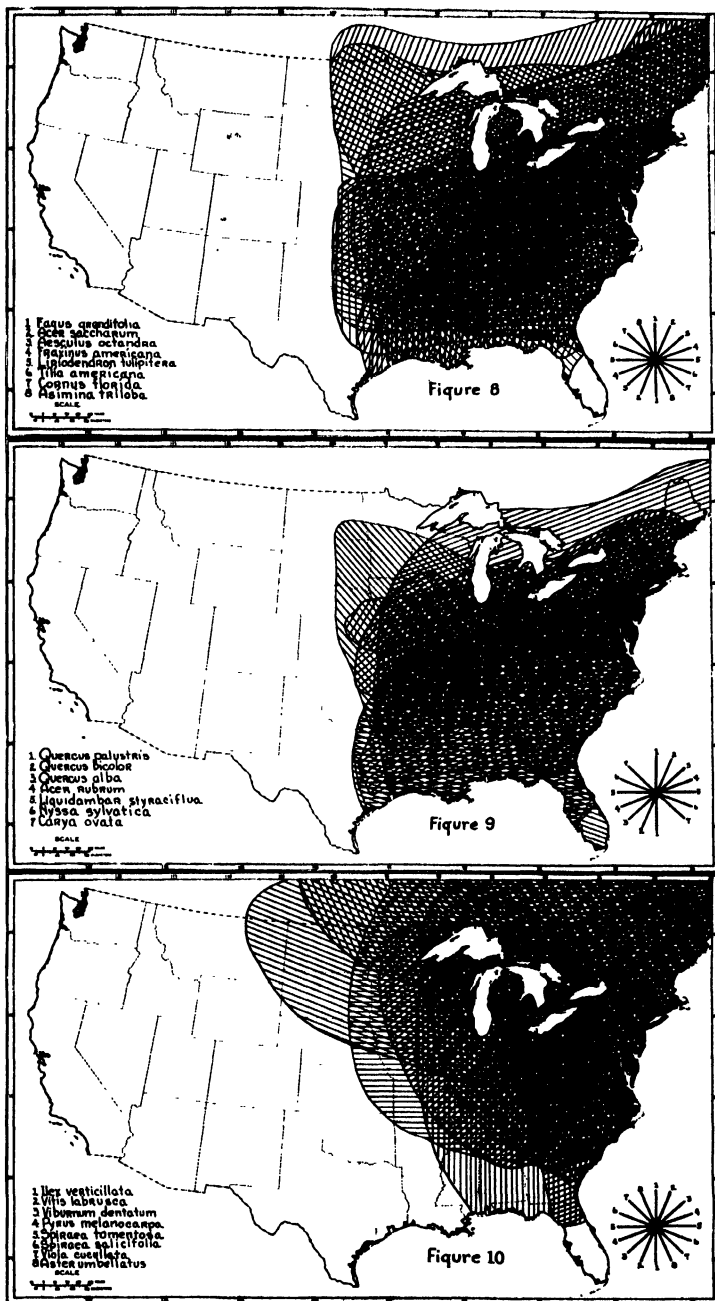 1 Fagus grandifolia
2 Acer saccharum
3 Aesculus octandra
4 Fraxinus americana
5 Liriodendron tulipifera
6 Tilia americana
7 Cornus florida
8 Asimina triloba
SCALE
Figure 8
1 Quercus palustris
2 Quercus bicolor
3 Quercus alba
4 Acer rubrum
5 Liquidambar styraciflua
6 Nyssa sylvatica
7 Carya ovata
SCALE
Figure 9
1 Ilex verticillata
2 Vitis labrusca
3 Viburnum dentatum
4 Pyrus melanocarpa
5 Spiraea tomentosa
6 Spiraea salicifolia
7 Viola cucullata
8 Aster umbellatus
SCALE
Figure 10